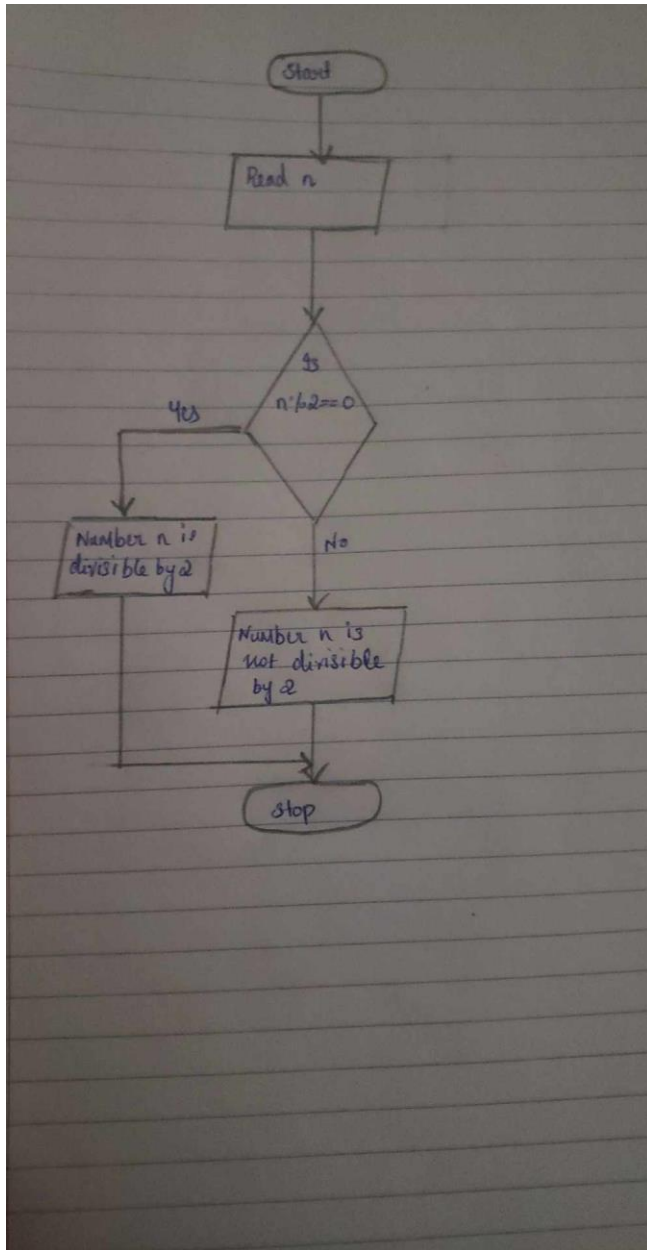 Start
Read n
Is
n%2==0
Yes
Number n is
divisible by 2
No
Number n is
not divisible
by 2
Stop